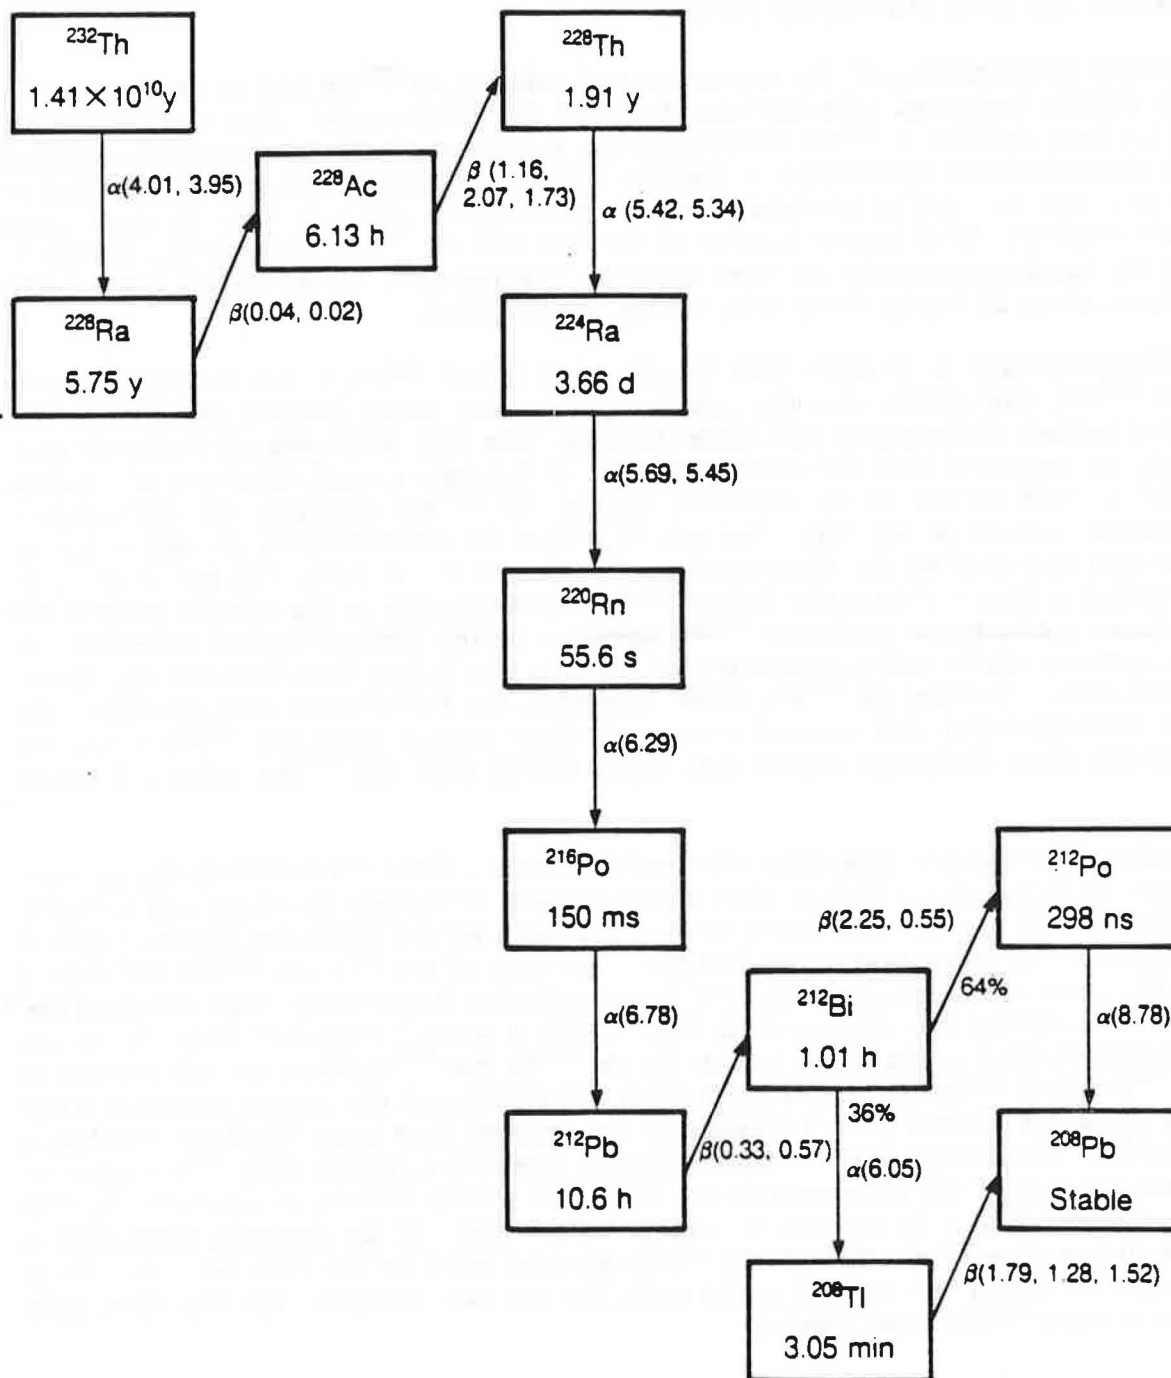 ²³²Th
1.41×10¹⁰y
α(4.01, 3.95)
²²⁸Ra
5.75 y
β(0.04, 0.02)
²²⁸Ac
6.13 h
β (1.16,
2.07, 1.73)
²²⁸Th
1.91 y
α (5.42, 5.34)
²²⁴Ra
3.66 d
α(5.69, 5.45)
²²⁰Rn
55.6 s
α(6.29)
²¹⁶Po
150 ms
α(6.78)
²¹²Pb
10.6 h
β(0.33, 0.57)
²¹²Bi
1.01 h
β(2.25, 0.55)
64%
²¹²Po
298 ns
α(8.78)
36%
α(6.05)
²⁰⁸Tl
3.05 min
β(1.79, 1.28, 1.52)
²⁰⁸Pb
Stable